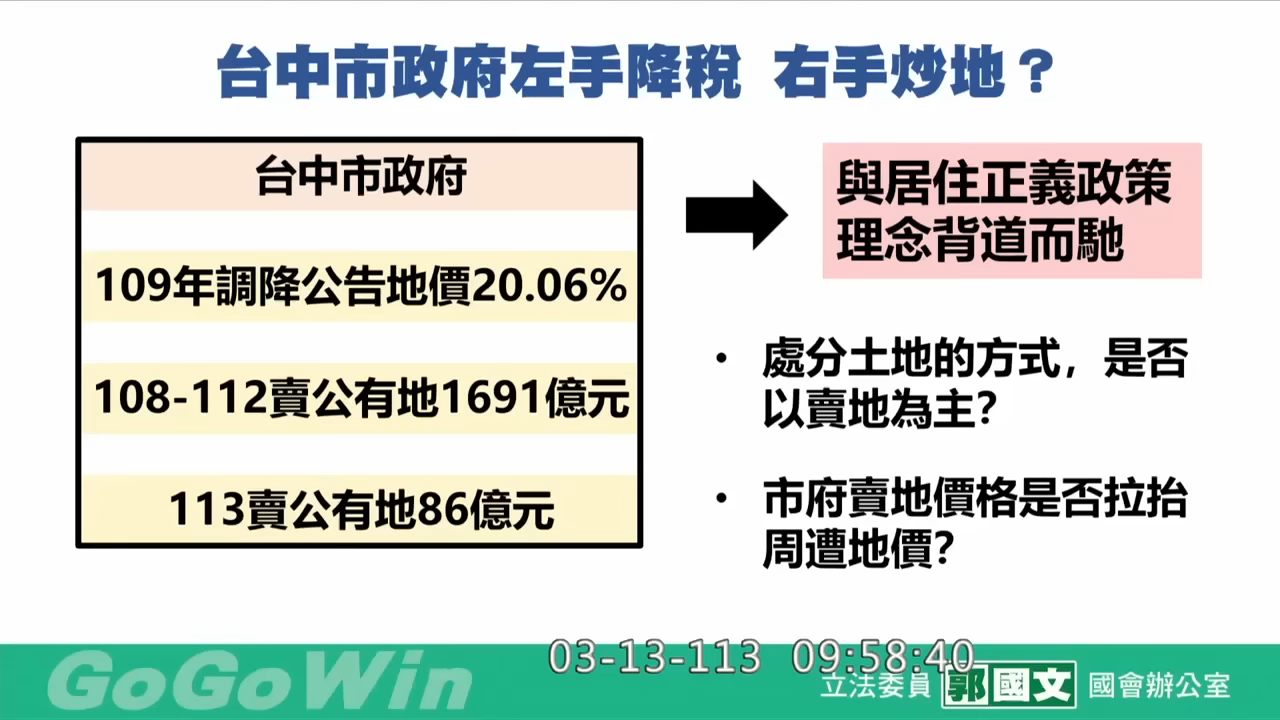 台中市政府左手降稅 右手炒地？
台中市政府
109年調降公告地價20.06%
108-112賣公有地1691億元
113賣公有地86億元
與居住正義政策
理念背道而馳
• 處分土地的方式，是否
以賣地為主?
• 市府賣地價格是否拉抬
周遭地價?
GoGoWin
03-13-113 09:58:40
立法委員 郭國文 國會辦公室